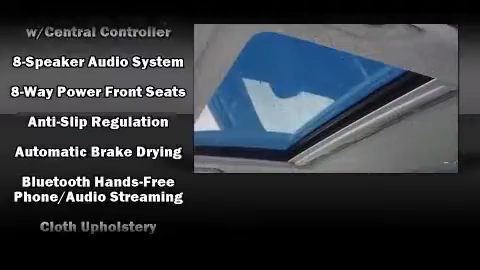 w/Central Controller
8-Speaker Audio System
8-Way Power Front Seats
Anti-Slip Regulation
Automatic Brake Drying
Bluetooth Hands-Free
Phone/Audio Streaming
Cloth Upholstery